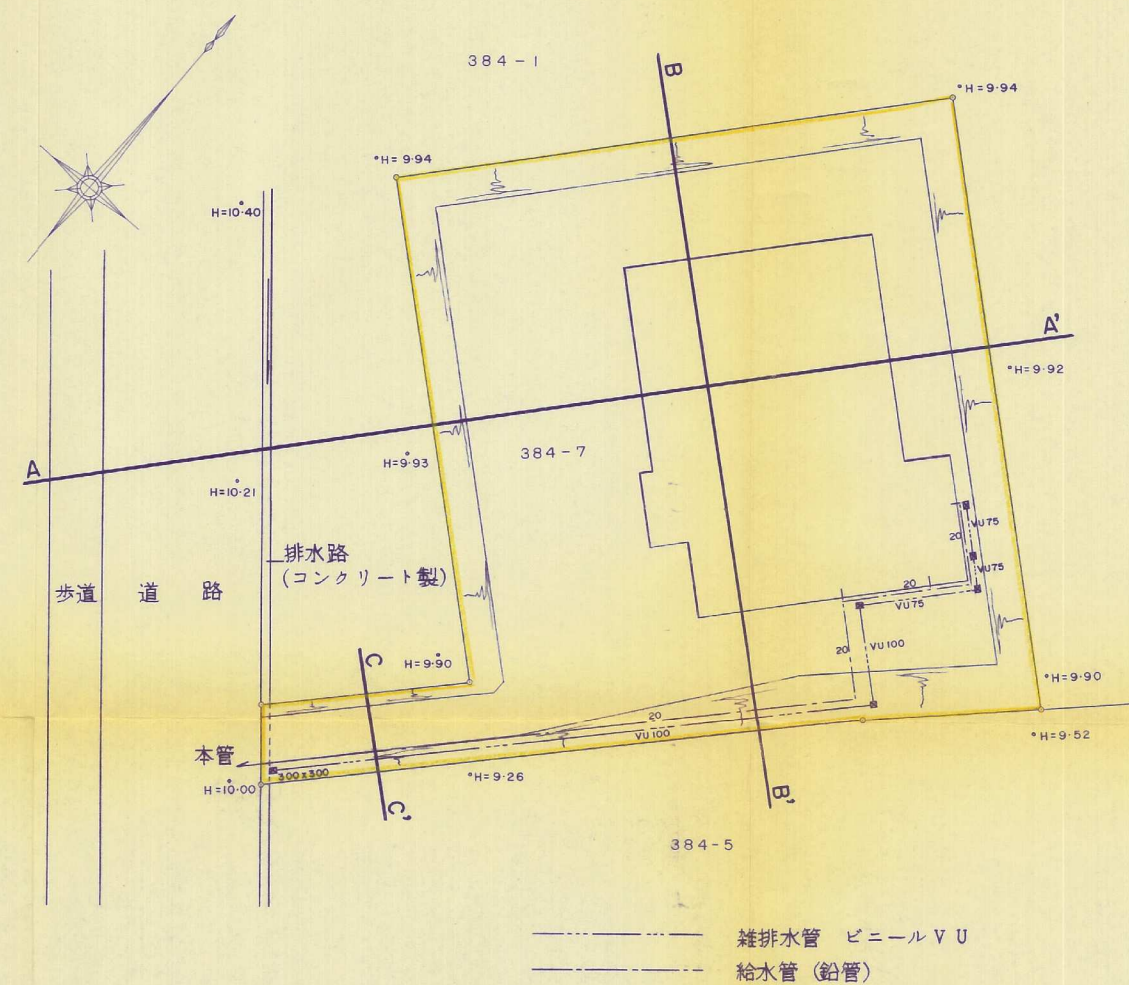 384-1
B
°H=9.94
°H=9.94
H=10.40
A'
°H=9.92
384-7
H=9.93
A
H=10.21
排水路
(コンクリート製)
歩道
道 路
VU75
20
VU75
20
VU75
20
VU100
C
H=9.90
°H=9.90
20
VU100
°H=9.52
本管
300x300
°H=9.26
H=10.00
C'
B'
384-5
雑排水管 ビニールVU
給水管 (鉛管)